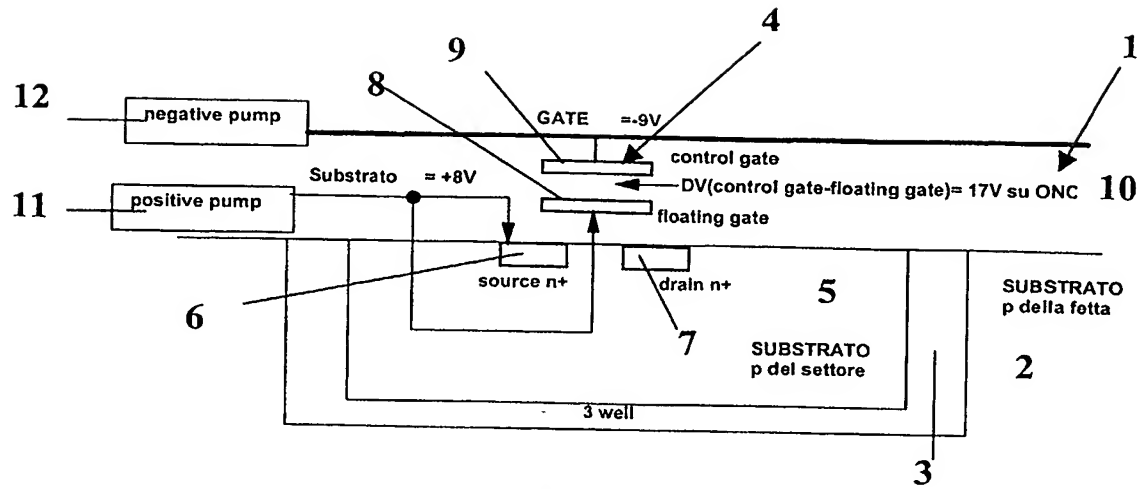 4
1
9
12
8
negative pump
GATE =-9V
control gate
Substrato = +8V
DV(control gate-floating gate)= 17V su ONC
10
11
positive pump
floating gate
source n+
drain n+
5
SUBSTRATO
p della fetta
6
7
SUBSTRATO
p del settore
2
3 well
3